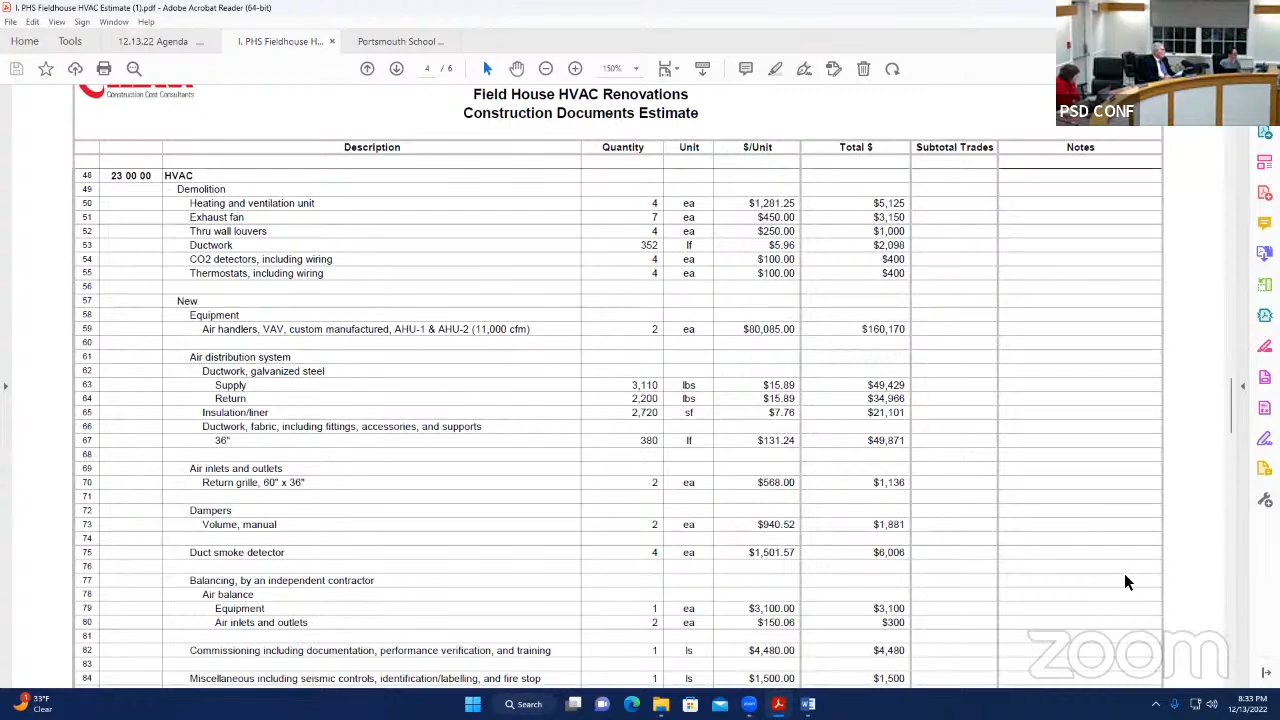 I. PHS Fieldhouse HVAC Estimate (1).pdf - Adobe Acrobat Reader (64-bit)
File Edit View Sign Window Help
Home Tools 12.13.22 Agenda ... I. PHS Fieldhouse H... × Portsmouth School ...
4 / 150%
PSD CONF
Construction Cost Consultants
Field House HVAC Renovations
Construction Documents Estimate
Description Quantity Unit $/Unit Total $ Subtotal Trades Notes
48 23 00 00 HVAC
49 Demolition
50 Heating and ventilation unit 4 ea $1,281.25 $5,125
51 Exhaust fan 7 ea $450.00 $3,150
52 Thru wall louvers 4 ea $250.00 $1,000
53 Ductwork 352 lf $5.96 $2,098
54 CO2 detectors, including wiring 4 ea $100.00 $400
55 Thermostats, including wiring 4 ea $100.00 $400
56
57 New
58 Equipment
59 Air handlers, VAV, custom manufactured, AHU-1 & AHU-2 (11,000 cfm) 2 ea $80,085.00 $160,170
60
61 Air distribution system
62 Ductwork, galvanized steel
63 Supply 3,110 lbs $15.89 $49,429
64 Return 2,200 lbs $15.89 $34,966
65 Insulation/liner 2,720 sf $7.76 $21,101
66 Ductwork, fabric, including fittings, accessories, and supports
67 36" 380 lf $131.24 $49,871
68
69 Air inlets and outlets
70 Return grille, 60" x 36" 2 ea $568.00 $1,136
71
72 Dampers
73 Volume, manual 2 ea $940.52 $1,881
74
75 Duct smoke detector 4 ea $1,501.57 $6,006
76
77 Balancing, by an independent contractor
78 Air balance
79 Equipment 1 ea $3,100.00 $3,100
80 Air inlets and outlets 2 ea $150.06 $300
81
82 Commissioning including documentation, performance verification, and training 1 ls $4,480.00 $4,480
83
84 Miscellaneous including seismic controls, identification/labelling, and fire stop 1 ls $1,500.00 $1,500
zoom
33°F
Clear
Search
8:33 PM
12/13/2022